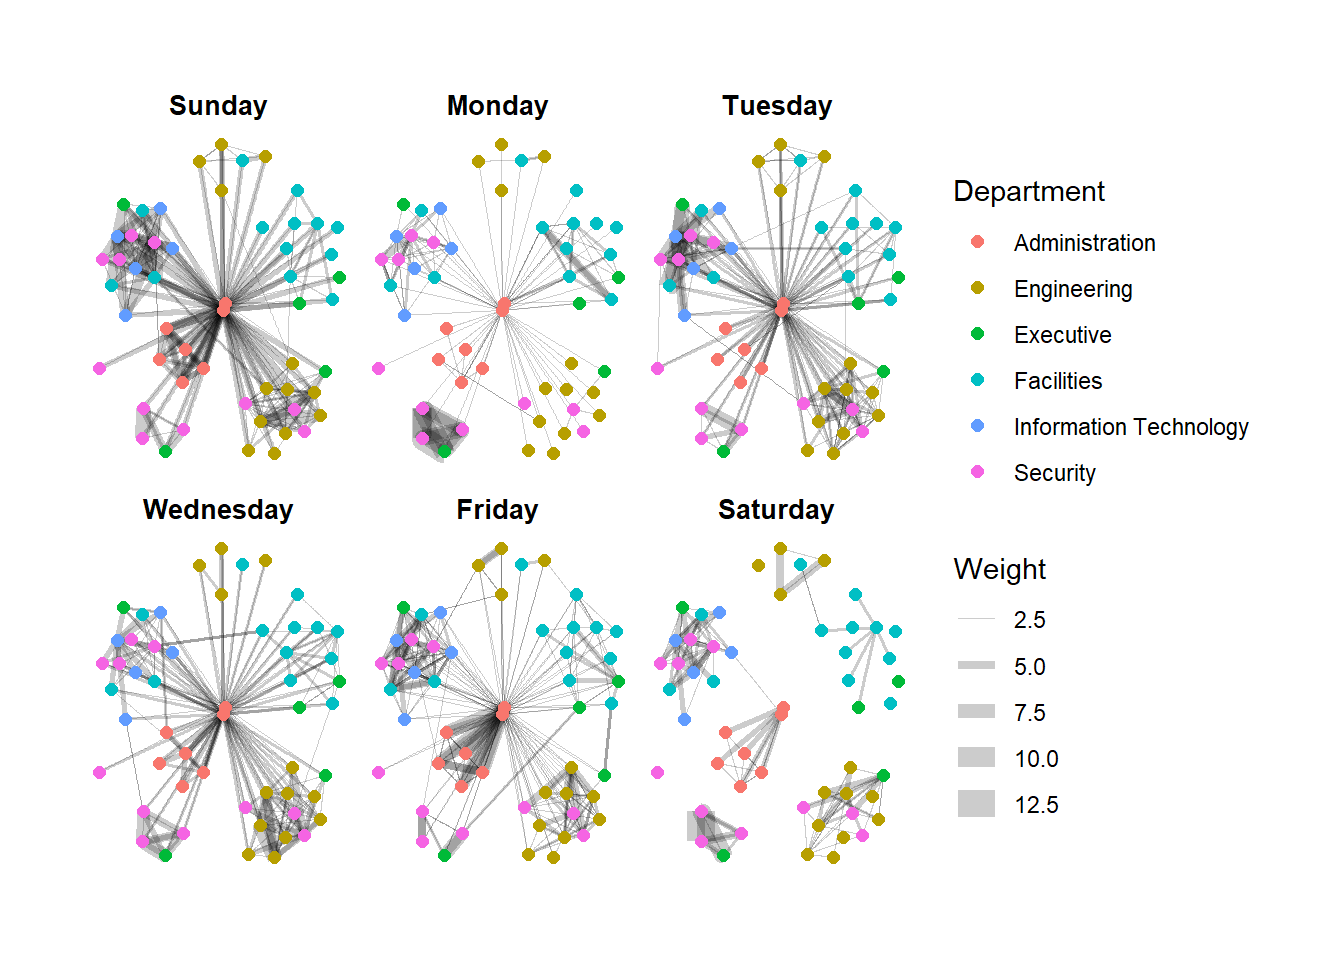 Sunday
Monday
Tuesday
Wednesday
Friday
Saturday
Department
Administration
Engineering
Executive
Facilities
Information Technology
Security
Weight
2.5
5.0
7.5
10.0
12.5